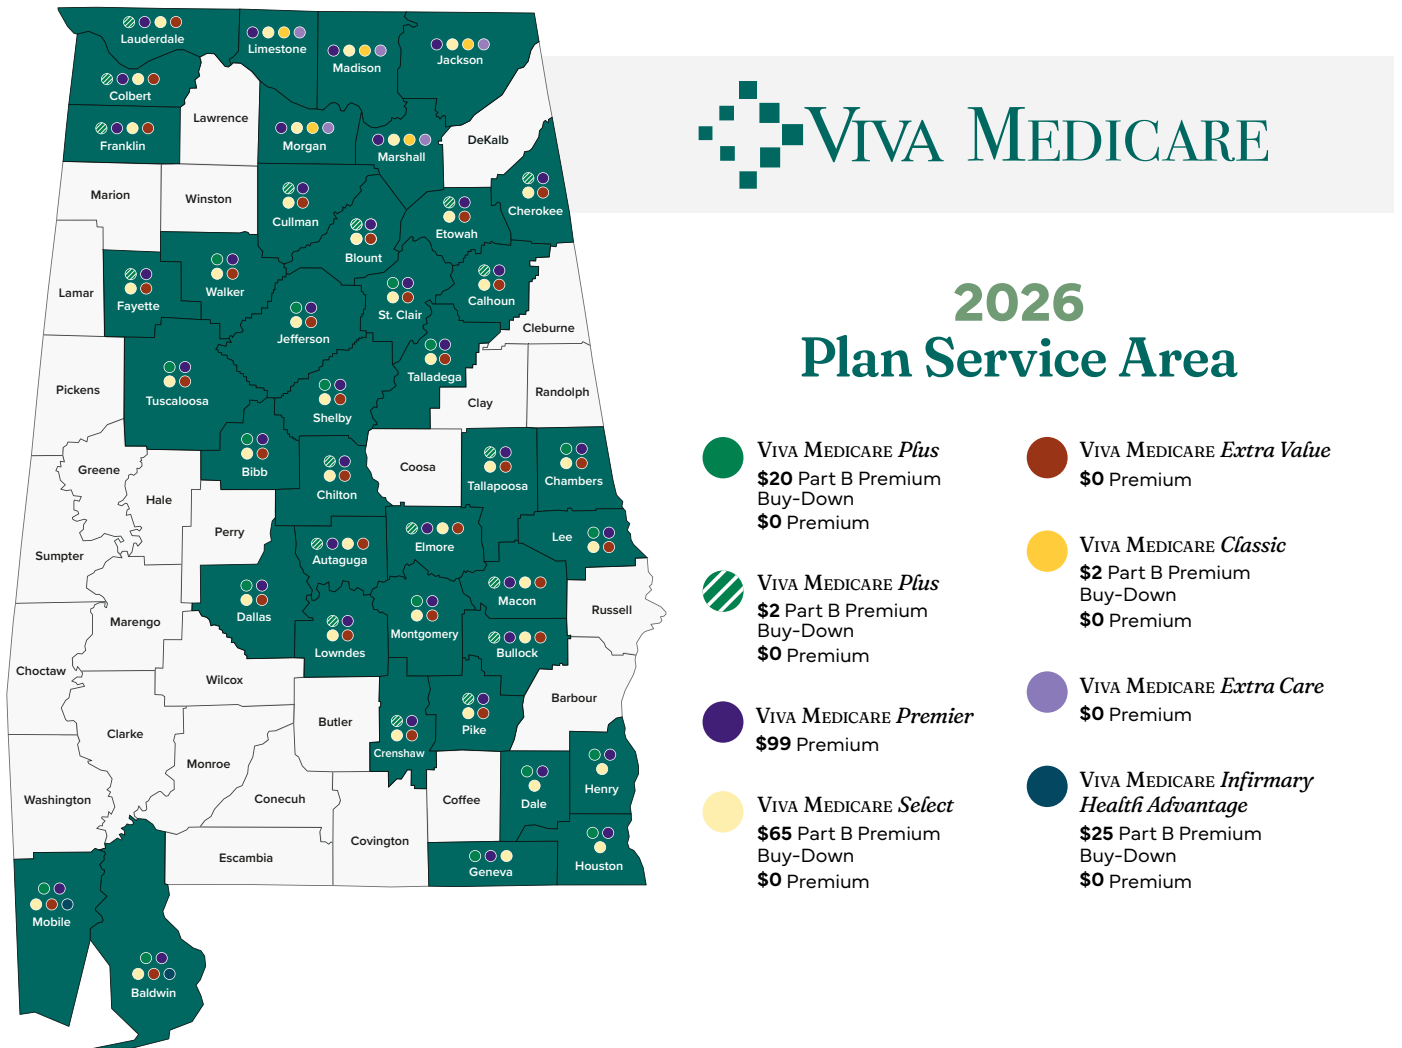 Lauderdale
Limestone
Madison
Jackson
Colbert
Lawrence
Franklin
Morgan
Marshall
DeKalb
Marion
Winston
Cullman
Cherokee
Etowah
Blount
Lamar
Fayette
Walker
St. Clair
Calhoun
Jefferson
Cleburne
Talladega
Pickens
Tuscaloosa
Shelby
Clay
Randolph
Greene
Bibb
Coosa
Chilton
Tallapoosa
Chambers
Hale
Perry
Sumpter
Autaguga
Elmore
Lee
Macon
Russell
Dallas
Marengo
Montgomery
Lowndes
Bullock
Choctaw
Wilcox
Barbour
Clarke
Butler
Pike
Crenshaw
Monroe
Henry
Washington
Conecuh
Coffee
Dale
Covington
Escambia
Geneva
Houston
Mobile
Baldwin
VIVA MEDICARE
2026
Plan Service Area
VIVA MEDICARE Plus
$20 Part B Premium
Buy-Down
$0 Premium
VIVA MEDICARE Plus
$2 Part B Premium
Buy-Down
$0 Premium
VIVA MEDICARE Premier
$99 Premium
VIVA MEDICARE Select
$65 Part B Premium
Buy-Down
$0 Premium
VIVA MEDICARE Extra Value
$0 Premium
VIVA MEDICARE Classic
$2 Part B Premium
Buy-Down
$0 Premium
VIVA MEDICARE Extra Care
$0 Premium
VIVA MEDICARE Infirmary
Health Advantage
$25 Part B Premium
Buy-Down
$0 Premium